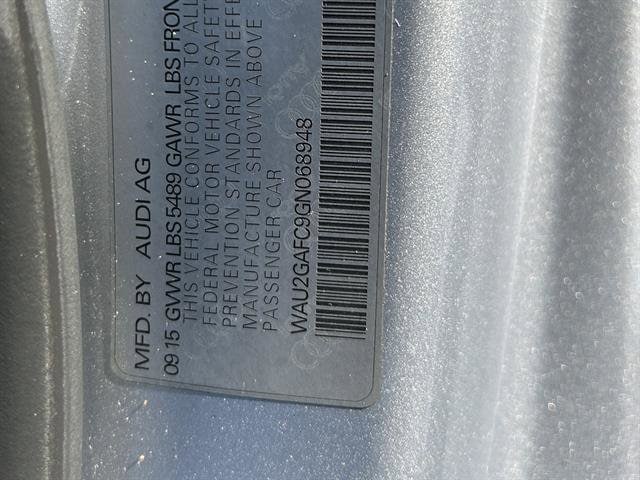 MFD. BY AUDI AG
09 15 GVWR LBS 5489 GAWR LBS FRON
THIS VEHICLE CONFORMS TO ALL
FEDERAL MOTOR VEHICLE SAFETY
PREVENTION STANDARDS IN EFFE
MANUFACTURE SHOWN ABOVE
PASSENGER CAR
WAU2GAFC9GN068948